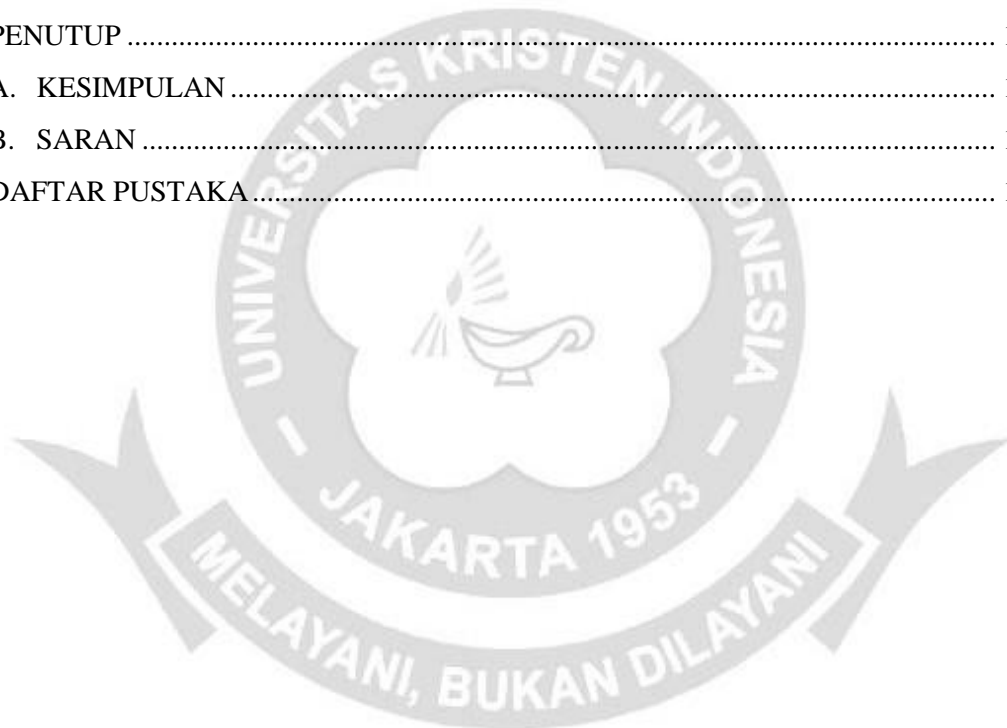 PENUTUP ................................................................
A. KESIMPULAN ................................................................
B. SARAN ................................................................
DAFTAR PUSTAKA ................................................................
UNIVERSITAS KRISTEN INDONESIA
- JAKARTA 1953 -
MELAYANI, BUKAN DILAYANI